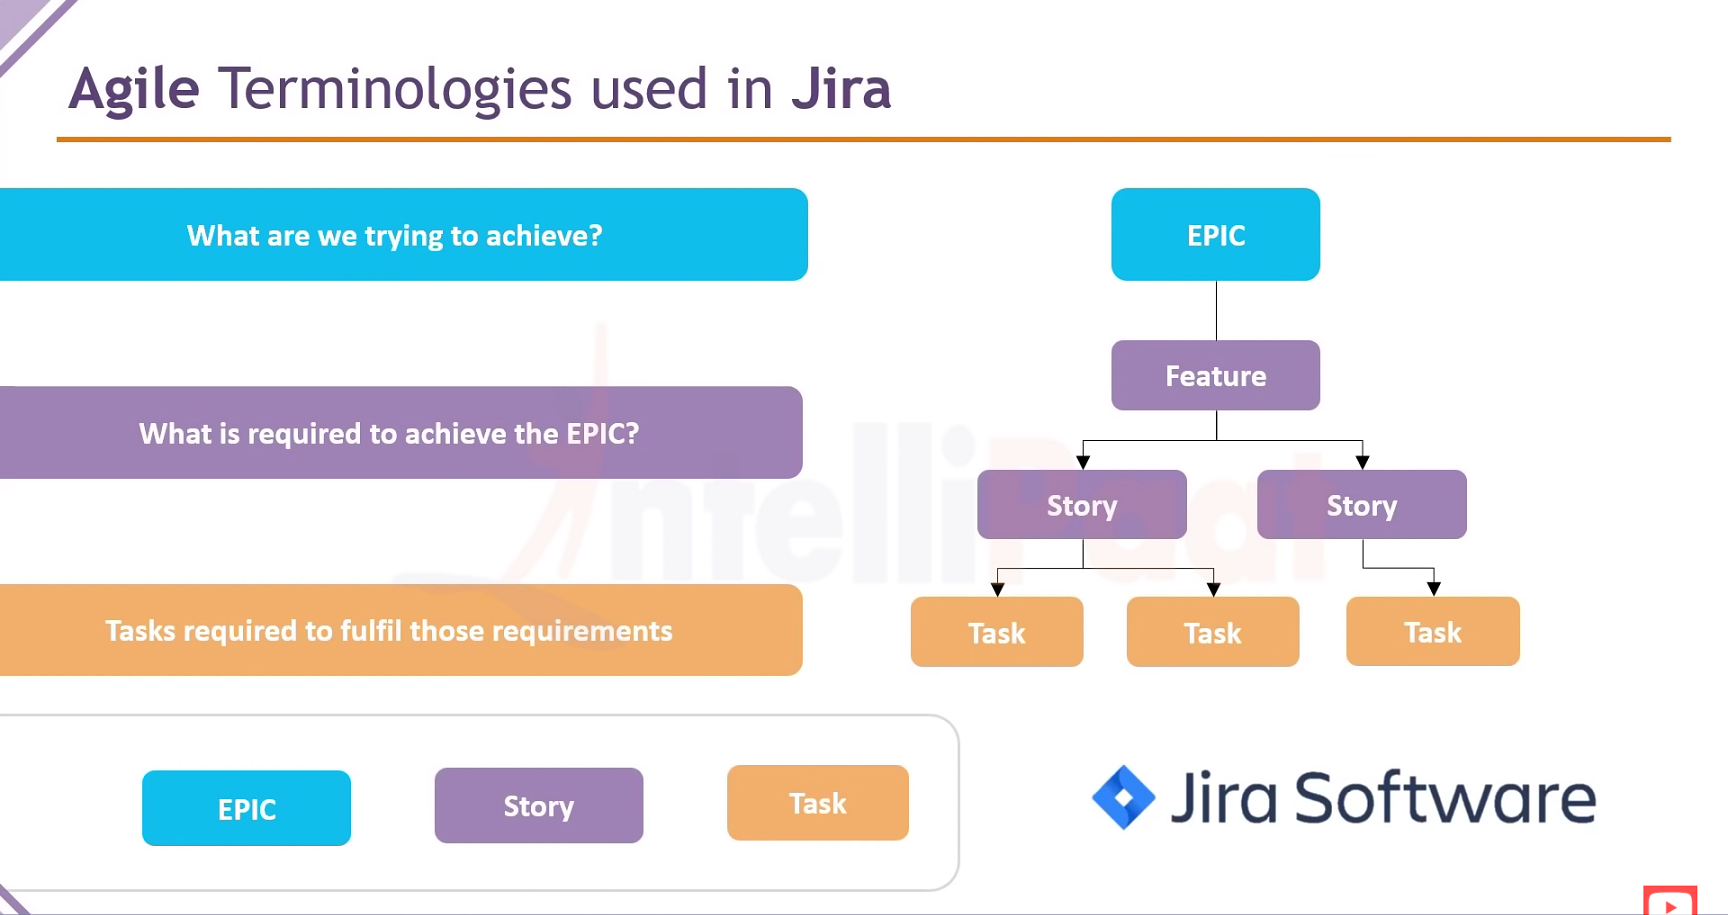 Agile Terminologies used in Jira
What are we trying to achieve?
What is required to achieve the EPIC?
Tasks required to fulfil those requirements
EPIC
Feature
Story
Story
Task
Task
Task
IntelliPaat
EPIC
Story
Task
Jira Software